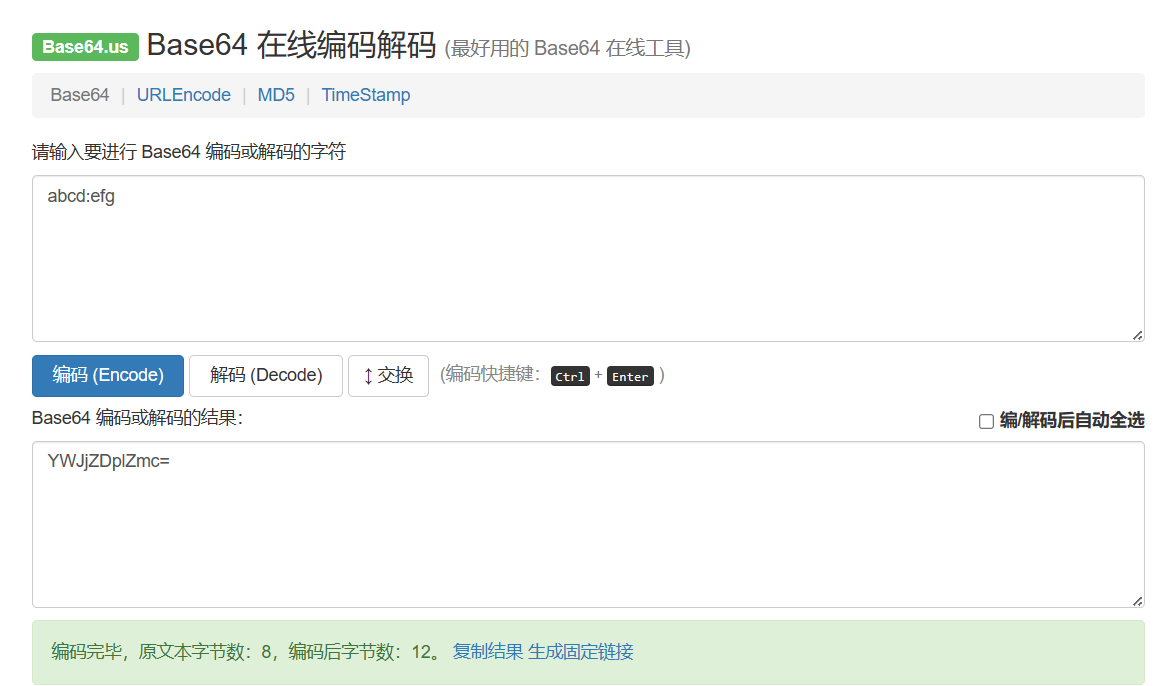 Base64.us Base64 在线编码解码 (最好用的 Base64 在线工具)
Base64 | URLEncode | MD5 | TimeStamp
请输入要进行 Base64 编码或解码的字符
abcd:efg
编码 (Encode) 解码 (Decode) ↕ 交换 (编码快捷键: Ctrl + Enter )
Base64 编码或解码的结果: 编/解码后自动全选
YWJjZDplZmc=
编码完毕，原文本字节数：8，编码后字节数：12。 复制结果 生成固定链接